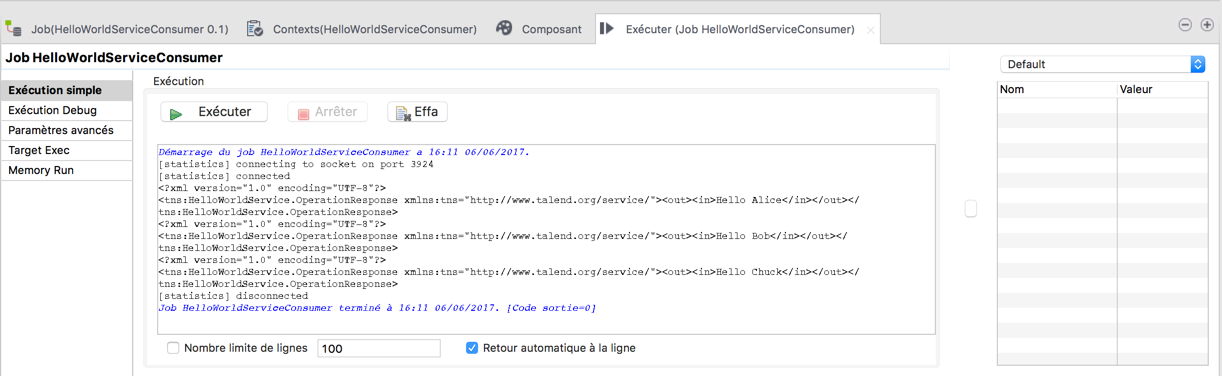 Job(HelloWorldServiceConsumer 0.1) Contexts(HelloWorldServiceConsumer) Composant Exécuter (Job HelloWorldServiceConsumer)
Job HelloWorldServiceConsumer
Default
Exécution simple
Exécution Debug
Paramètres avancés
Target Exec
Memory Run
Exécution
Exécuter Arrêter Effa
Démarrage du job HelloWorldServiceConsumer a 16:11 06/06/2017.
[statistics] connecting to socket on port 3924
[statistics] connected
<?xml version="1.0" encoding="UTF-8"?>
<tns:HelloWorldService.OperationResponse xmlns:tns="http://www.talend.org/service/"><out><in>Hello Alice</in></out></
tns:HelloWorldService.OperationResponse>
<?xml version="1.0" encoding="UTF-8"?>
<tns:HelloWorldService.OperationResponse xmlns:tns="http://www.talend.org/service/"><out><in>Hello Bob</in></out></
tns:HelloWorldService.OperationResponse>
<?xml version="1.0" encoding="UTF-8"?>
<tns:HelloWorldService.OperationResponse xmlns:tns="http://www.talend.org/service/"><out><in>Hello Chuck</in></out></
tns:HelloWorldService.OperationResponse>
[statistics] disconnected
Job HelloWorldServiceConsumer terminé à 16:11 06/06/2017. [Code sortie=0]
Nombre limite de lignes 100 Retour automatique à la ligne
Nom Valeur